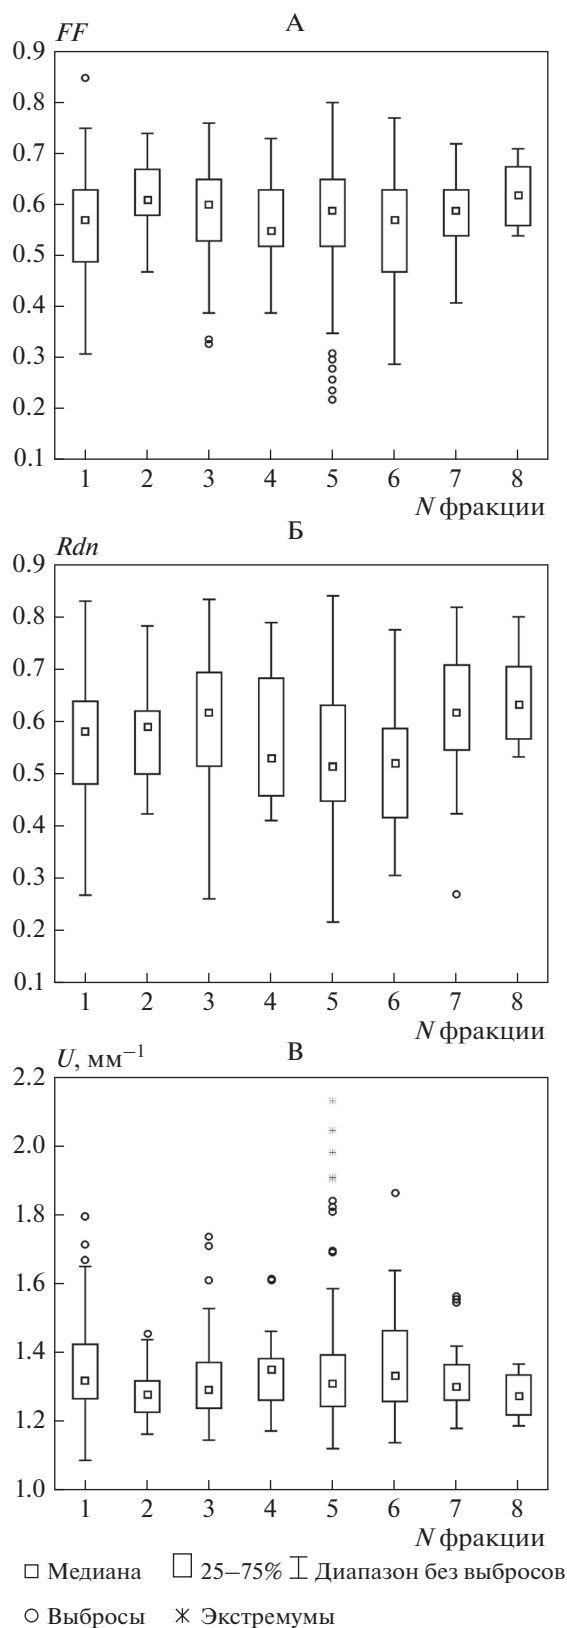 А
FF
0.9
0.8
0.7
0.6
0.5
0.4
0.3
0.2
0.1
1 2 3 4 5 6 7 8
N фракции
Б
Rdn
0.9
0.8
0.7
0.6
0.5
0.4
0.3
0.2
0.1
1 2 3 4 5 6 7 8
N фракции
В
U, мм⁻¹
2.2
2.0
1.8
1.6
1.4
1.2
1.0
1 2 3 4 5 6 7 8
N фракции
Медиана 25–75% Диапазон без выбросов
Выбросы Экстремумы